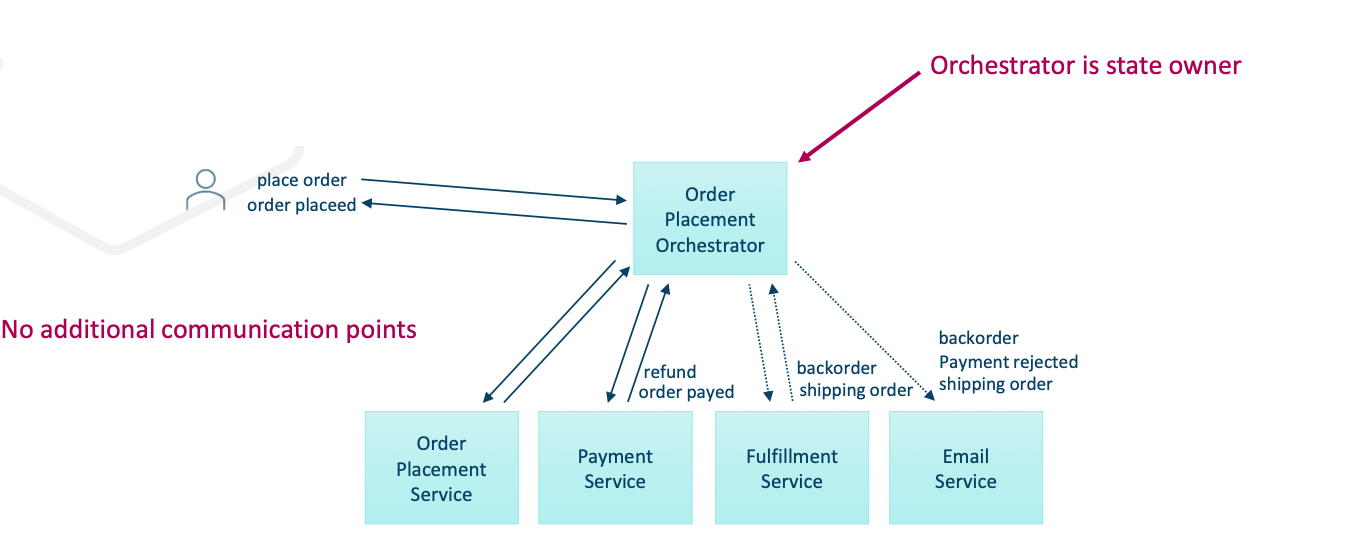 Orchestrator is state owner
place order
order placeed
Order
Placement
Orchestrator
No additional communication points
refund
order payed
backorder
shipping order
backorder
Payment rejected
shipping order
Order
Placement
Service
Payment
Service
Fulfillment
Service
Email
Service